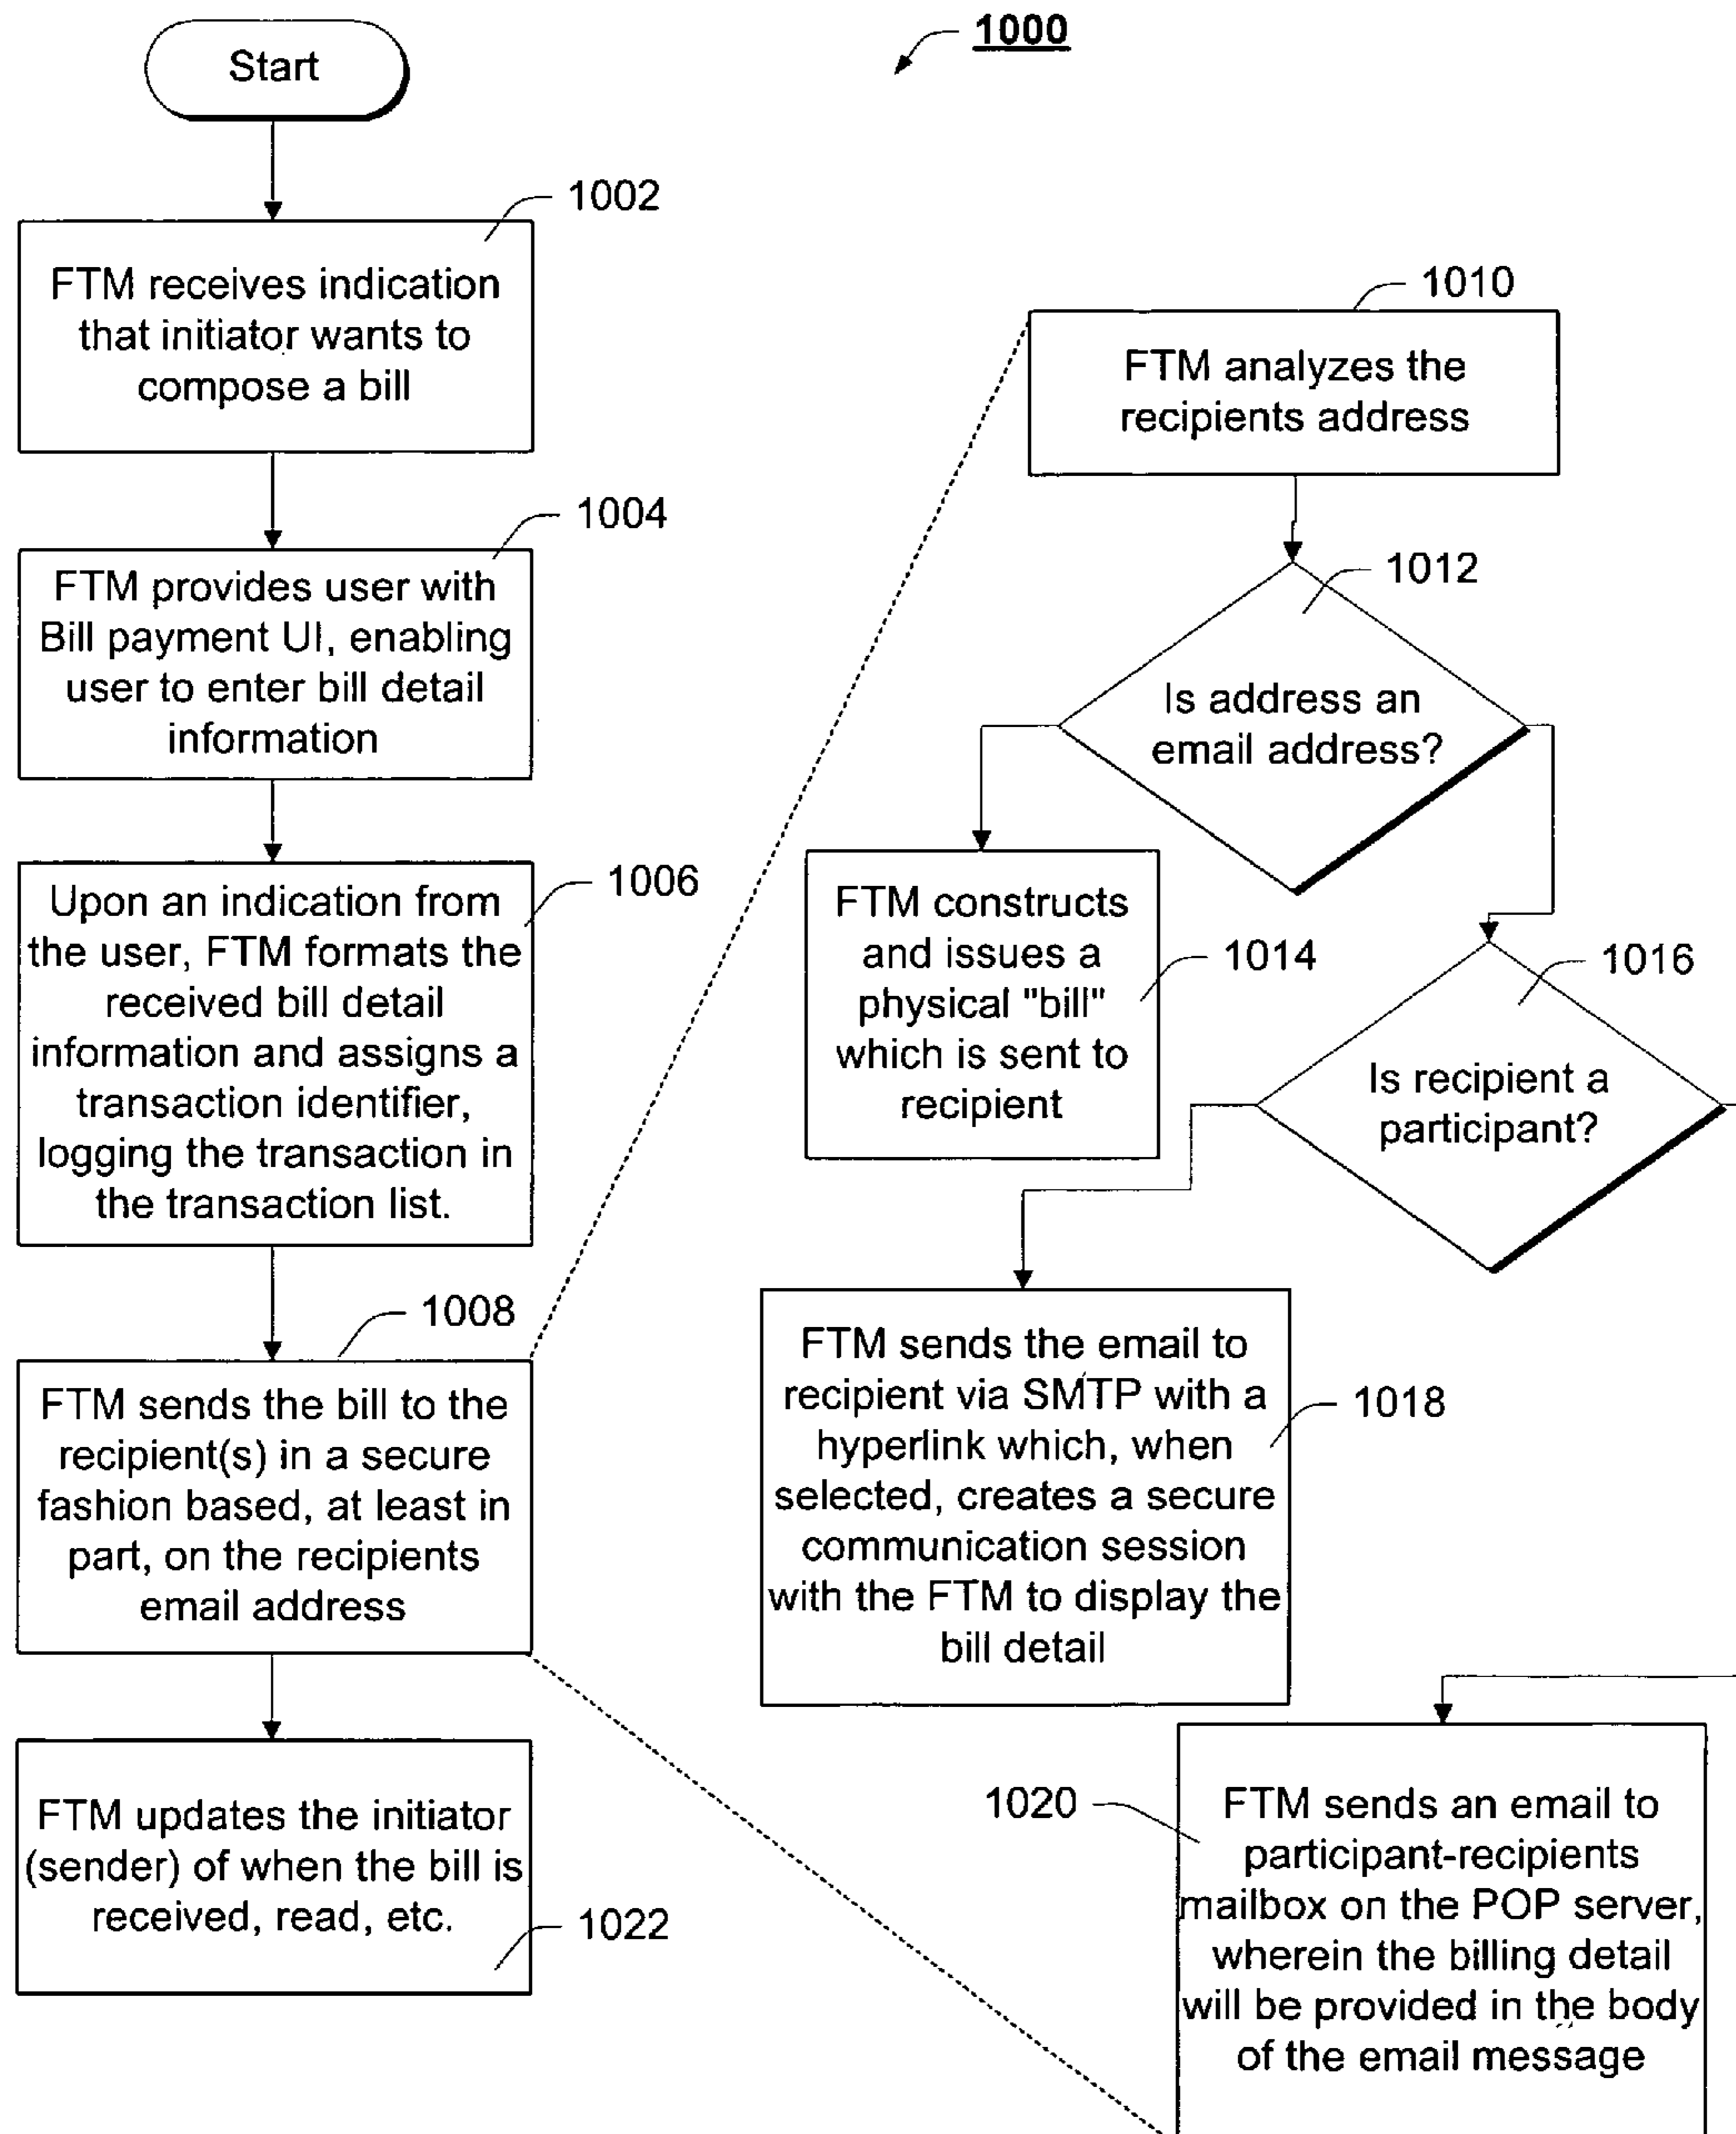 1000
Start
1002
FTM receives indication
that initiator wants to
compose a bill
1004
FTM provides user with
Bill payment UI, enabling
user to enter bill detail
information
1006
Upon an indication from
the user, FTM formats the
received bill detail
information and assigns a
transaction identifier,
logging the transaction in
the transaction list.
1008
FTM sends the bill to the
recipient(s) in a secure
fashion based, at least in
part, on the recipients
email address
FTM updates the initiator
(sender) of when the bill is
received, read, etc.
1022
1010
FTM analyzes the
recipients address
1012
Is address an
email address?
FTM constructs
and issues a
physical "bill"
which is sent to
recipient
1014
1016
Is recipient a
participant?
FTM sends the email to
recipient via SMTP with a
hyperlink which, when
selected, creates a secure
communication session
with the FTM to display the
bill detail
1018
1020
FTM sends an email to
participant-recipients
mailbox on the POP server,
wherein the billing detail
will be provided in the body
of the email message